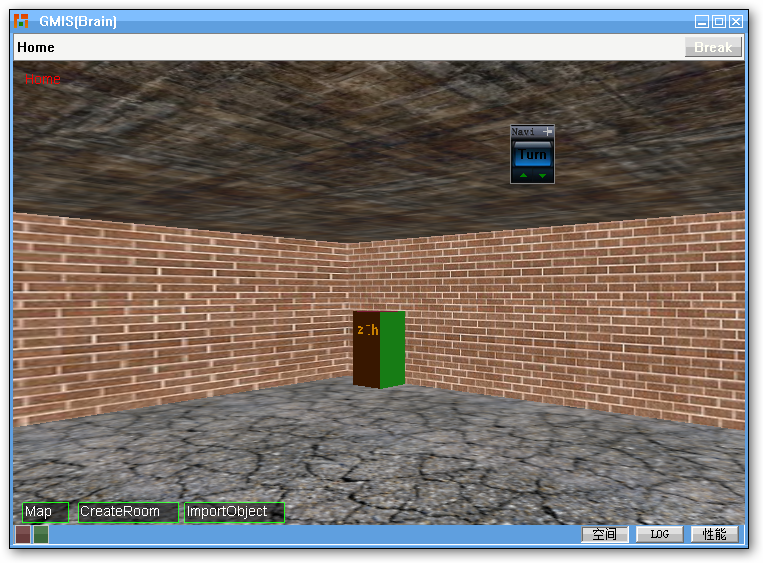 GMIS(Brain)
Home
Break
Home
Navi
Turn
Map
CreateRoom
ImportObject
空间
LOG
性能